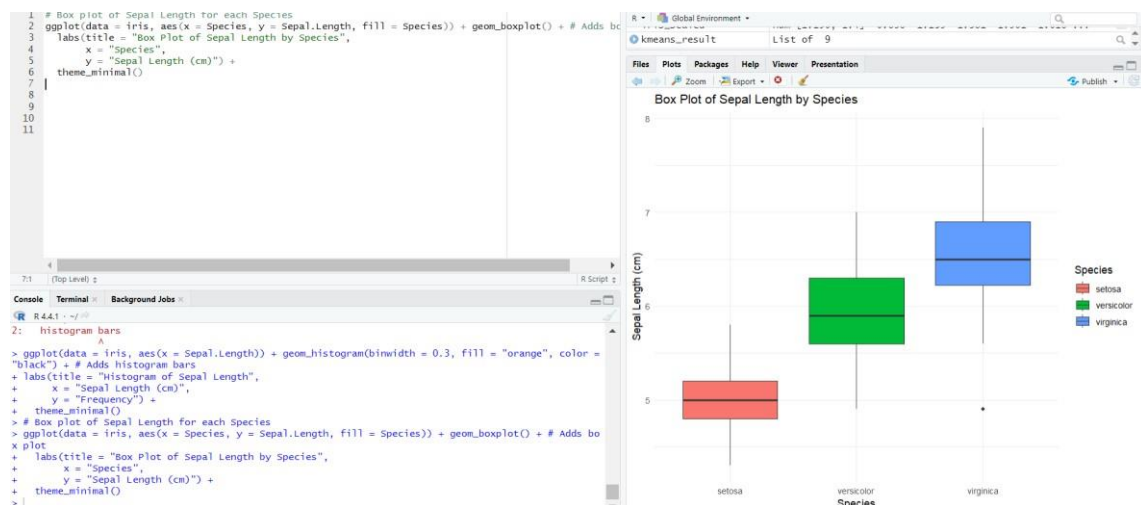 1 # Box plot of Sepal Length for each Species
2 ggplot(data = iris, aes(x = Species, y = Sepal.Length, fill = Species)) + geom_boxplot() + # Adds bo
3 labs(title = "Box Plot of Sepal Length by Species",
4 x = "Species",
5 y = "Sepal Length (cm)") +
6 theme_minimal()
7
8
9
10
11
7:1 (Top Level) R Script
Console Terminal Background Jobs
R 4.4.1 · ~/
2: histogram bars
^
> ggplot(data = iris, aes(x = Sepal.Length)) + geom_histogram(binwidth = 0.3, fill = "orange", color =
"black") + # Adds histogram bars
+ labs(title = "Histogram of Sepal Length",
+ x = "Sepal Length (cm)",
+ y = "Frequency") +
+ theme_minimal()
> # Box plot of Sepal Length for each Species
> ggplot(data = iris, aes(x = Species, y = Sepal.Length, fill = Species)) + geom_boxplot() + # Adds bo
x plot
+ labs(title = "Box Plot of Sepal Length by Species",
+ x = "Species",
+ y = "Sepal Length (cm)") +
+ theme_minimal()
>
R Global Environment
kmeans_result List of 9
Files Plots Packages Help Viewer Presentation
Zoom Export Publish
Box Plot of Sepal Length by Species
8
7
6
5
Sepal Length (cm)
setosa versicolor virginica
Species
Species
setosa
versicolor
virginica